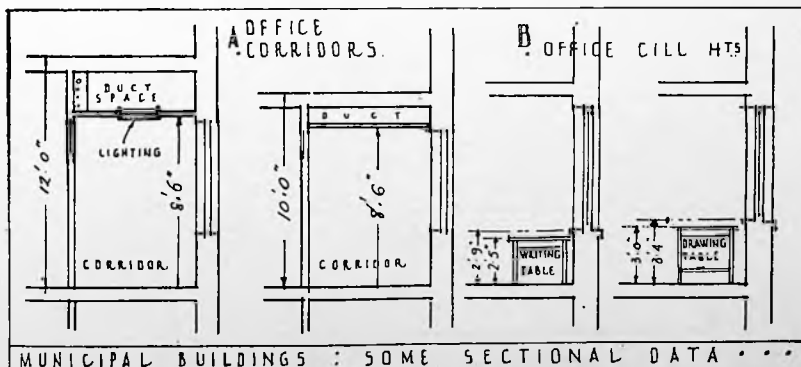 A OFFICE
CORRIDORS.
B. OFFICE CILL HTS
DUCT
SPACE
LIGHTING
12'0"
8'6"
CORRIDOR
DUCT
10'0"
8'6"
CORRIDOR
2'9"
2'5"
WRITING
TABLE
3'0"
3'4"
DRAWING
TABLE
MUNICIPAL BUILDINGS : SOME SECTIONAL DATA · · ·